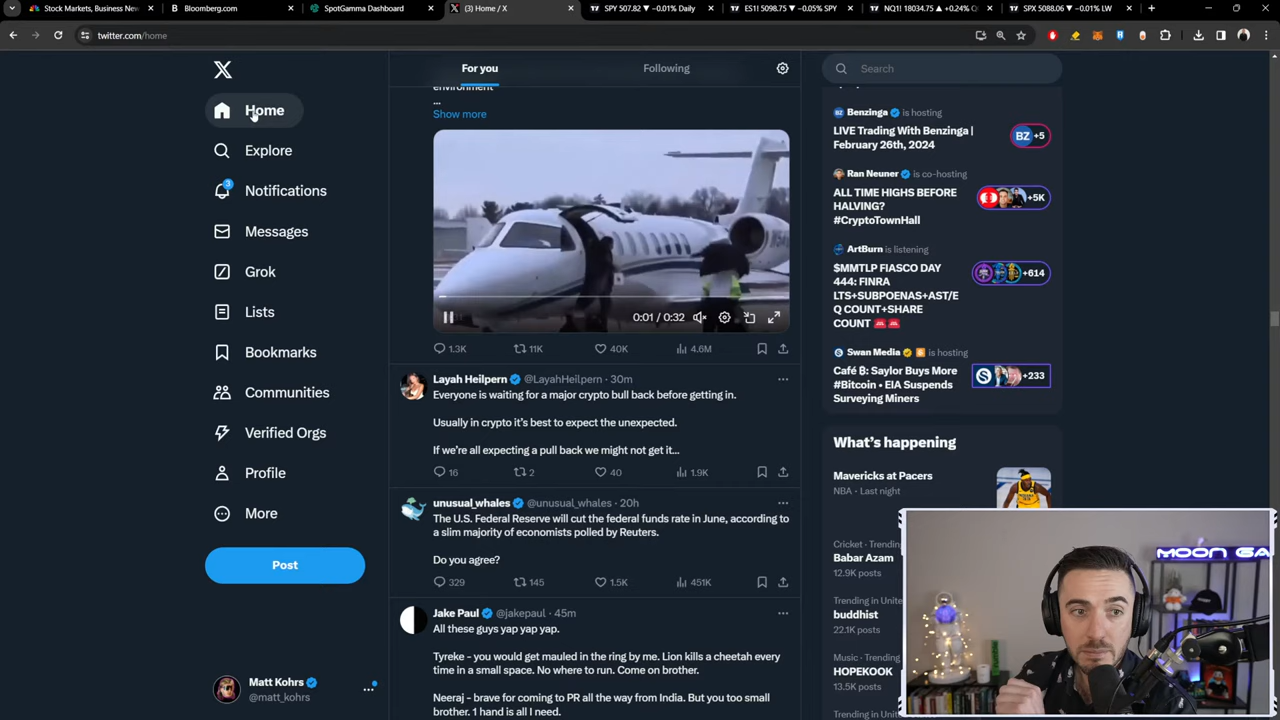 Stock Markets, Business New
Bloomberg.com
SpotGamma Dashboard
(3) Home / X
SPY 507.82 ▼ −0.01% Daily
ES1! 5098.75 ▼ −0.05% SPY
NQ1! 18034.75 ▲ +0.24%
SPX 5088.06 ▼ −0.01% LW
twitter.com/home
Home
Explore
3
Notifications
Messages
Grok
Lists
Bookmarks
Communities
Verified Orgs
Profile
More
Post
Matt Kohrs
@matt_kohrs
For you
Following
environment
...
Show more
0:01 / 0:32
1.3K 11K 40K 4.6M
Layah Heilpern @LayahHeilpern · 30m
Everyone is waiting for a major crypto bull back before getting in.
Usually in crypto it's best to expect the unexpected.
If we're all expecting a pull back we might not get it...
16 2 40 1.9K
unusual_whales @unusual_whales · 20h
The U.S. Federal Reserve will cut the federal funds rate in June, according
to a slim majority of economists polled by Reuters.
Do you agree?
329 145 1.5K 451K
Jake Paul @jakepaul · 45m
All these guys yap yap yap.
Tyreke - you would get mauled in the ring by me. Lion kills a cheetah every
time in a small space. No where to run. Come on brother.
Neeraj - brave for coming to PR all the way from India. But you too small
brother. 1 hand is all I need.
Search
Benzinga is hosting
LIVE Trading With Benzinga |
February 26th, 2024
BZ +5
Ran Neuner is co-hosting
ALL TIME HIGHS BEFORE
HALVING?
#CryptoTownHall
+5K
ArtBurn is listening
$MMTLP FIASCO DAY
444: FINRA
LTS+SUBPOENAS+AST/E
Q COUNT+SHARE
COUNT
+614
Swan Media is hosting
Café ₿: Saylor Buys More
#Bitcoin • EIA Suspends
Surveying Miners
+233
What's happening
Mavericks at Pacers
NBA · Last night
Cricket · Trending
Babar Azam
12.9K posts
Trending in Unite
buddhist
22.1K posts
Music · Trending
HOPEKOOK
13.5K posts
Trending in Unite
MOON GA